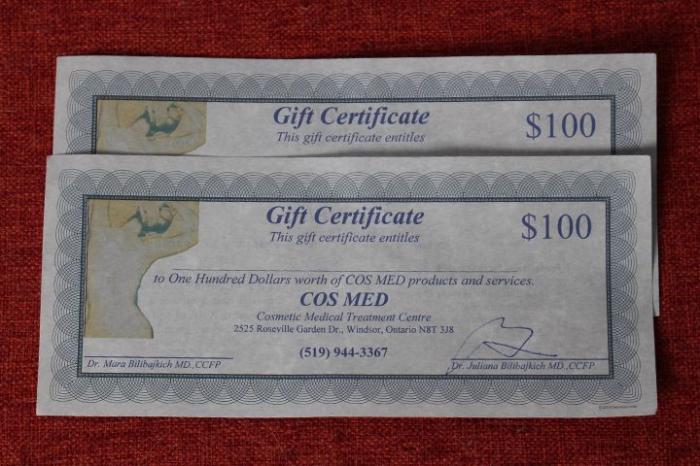 Gift Certificate
This gift certificate entitles
$100
Gift Certificate
This gift certificate entitles
$100
to One Hundred Dollars worth of COS MED products and services.
COS MED
Cosmetic Medical Treatment Centre
2525 Roseville Garden Dr., Windsor, Ontario N8T 3J8
(519) 944-3367
Dr. Mara Bilibajkich MD.,CCFP
Dr. Juliana Bilibajkich MD.,CCFP